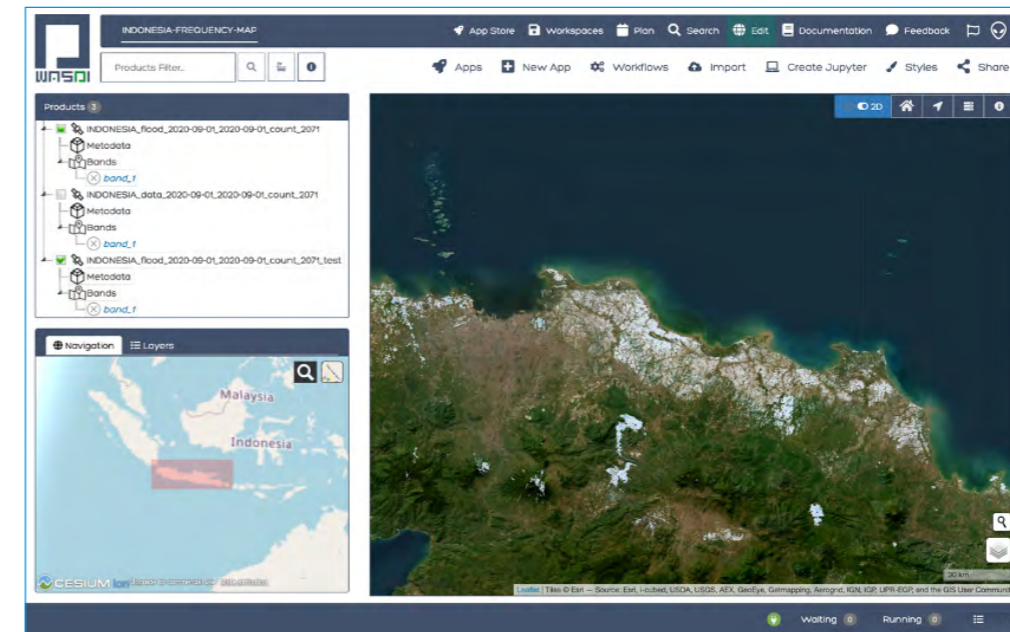 INDONESIA-FREQUENCY-MAP
App Store Workspaces Plan Search Edit Documentation Feedback
WASDI
Products Filter...
Apps New App Workflows Import Create Jupyter Styles Share
Products 3
2D
INDONESIA_flood_2020-09-01_2020-09-01_count_2071
Metadata
Bands
band_1
INDONESIA_data_2020-09-01_2020-09-01_count_2071
Metadata
Bands
band_1
INDONESIA_flood_2020-09-01_2020-09-01_count_2071_test
Metadata
Bands
band_1
Navigation Layers
Malaysia
Indonesia
CESIUM ion
30 km
Leaflet | Tiles © Esri — Source: Esri, i-cubed, USDA, USGS, AEX, GeoEye, Getmapping, Aerogrid, IGN, IGP, UPR-EGP, and the GIS User Communit
Waiting 0 Running 0